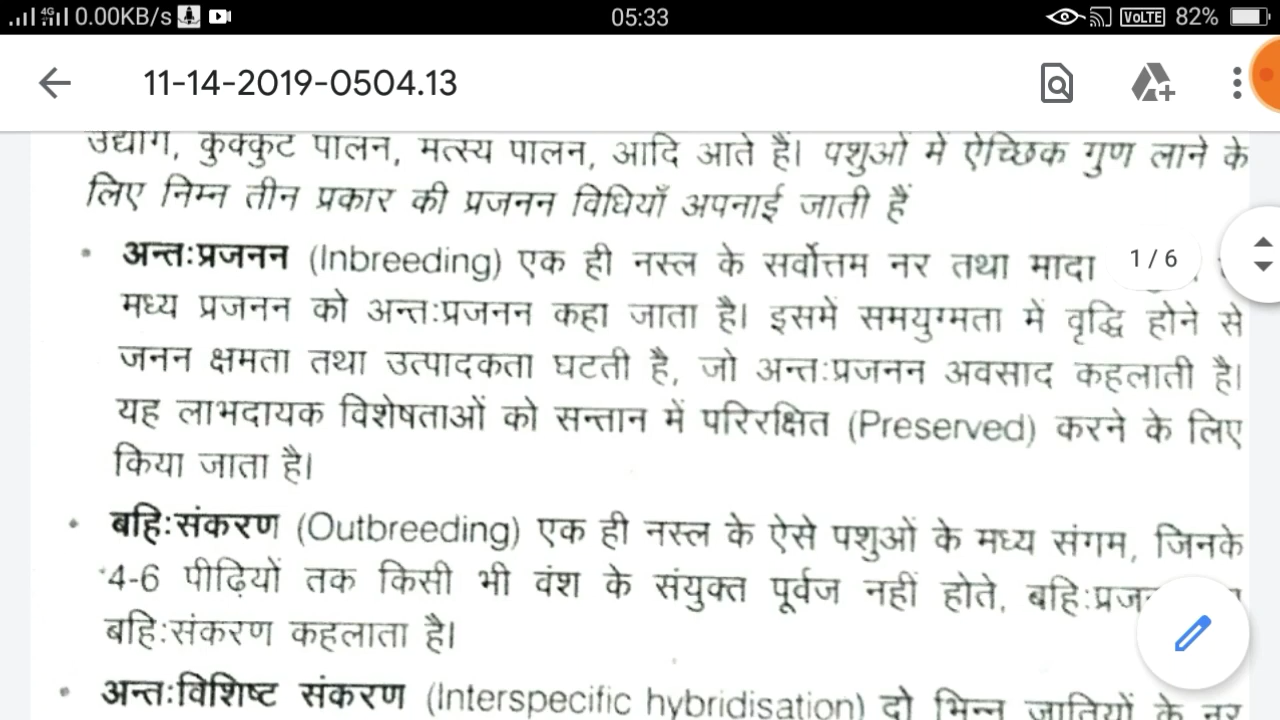 0.00KB/s 05:33 VoLTE 82%
11-14-2019-0504.13
उद्योग, कुक्कुट पालन, मत्स्य पालन, आदि आते हैं। पशुओं में ऐच्छिक गुण लाने के
लिए निम्न तीन प्रकार की प्रजनन विधियाँ अपनाई जाती हैं
• अन्तःप्रजनन (Inbreeding) एक ही नस्ल के सर्वोत्तम नर तथा मादा
1 / 6
मध्य प्रजनन को अन्तःप्रजनन कहा जाता है। इसमें समयुग्मता में वृद्धि होने से
जनन क्षमता तथा उत्पादकता घटती है, जो अन्तःप्रजनन अवसाद कहलाती है।
यह लाभदायक विशेषताओं को सन्तान में परिरक्षित (Preserved) करने के लिए
किया जाता है।
• बहिःसंकरण (Outbreeding) एक ही नस्ल के ऐसे पशुओं के मध्य संगम, जिनके
4-6 पीढ़ियों तक किसी भी वंश के संयुक्त पूर्वज नहीं होते,
बहिःसंकरण कहलाता है।
• अन्तःविशिष्ट संकरण (Interspecific hybridisation) दो भिन्न जातियों के नर